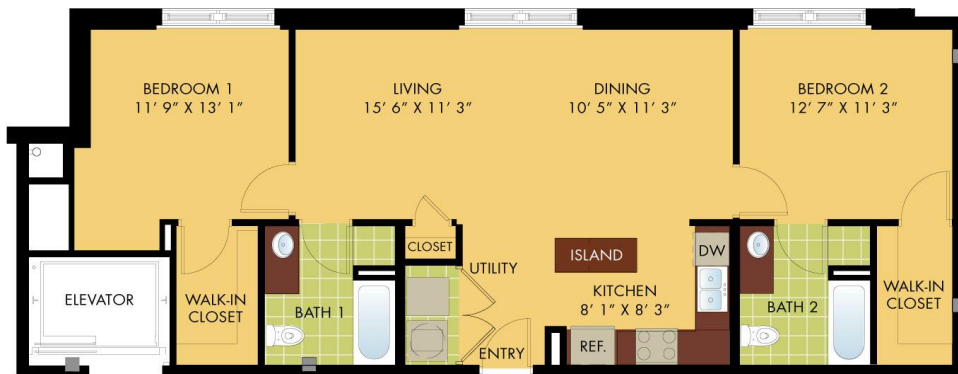 BEDROOM 1
11' 9" X 13' 1"
LIVING
15' 6" X 11' 3"
DINING
10' 5" X 11' 3"
BEDROOM 2
12' 7" X 11' 3"
CLOSET
DW
ISLAND
UTILITY
ELEVATOR
WALK-IN
CLOSET
BATH 1
KITCHEN
8' 1" X 8' 3"
BATH 2
WALK-IN
CLOSET
ENTRY
REF.